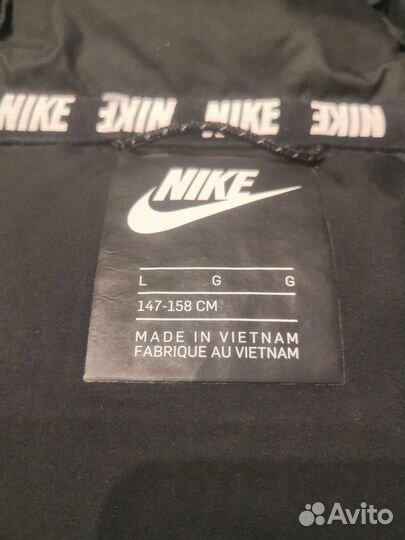 NIKE NIKE NIKE NIKE
NIKE
L G G
147-158 CM
MADE IN VIETNAM
FABRIQUE AU VIETNAM
Avito